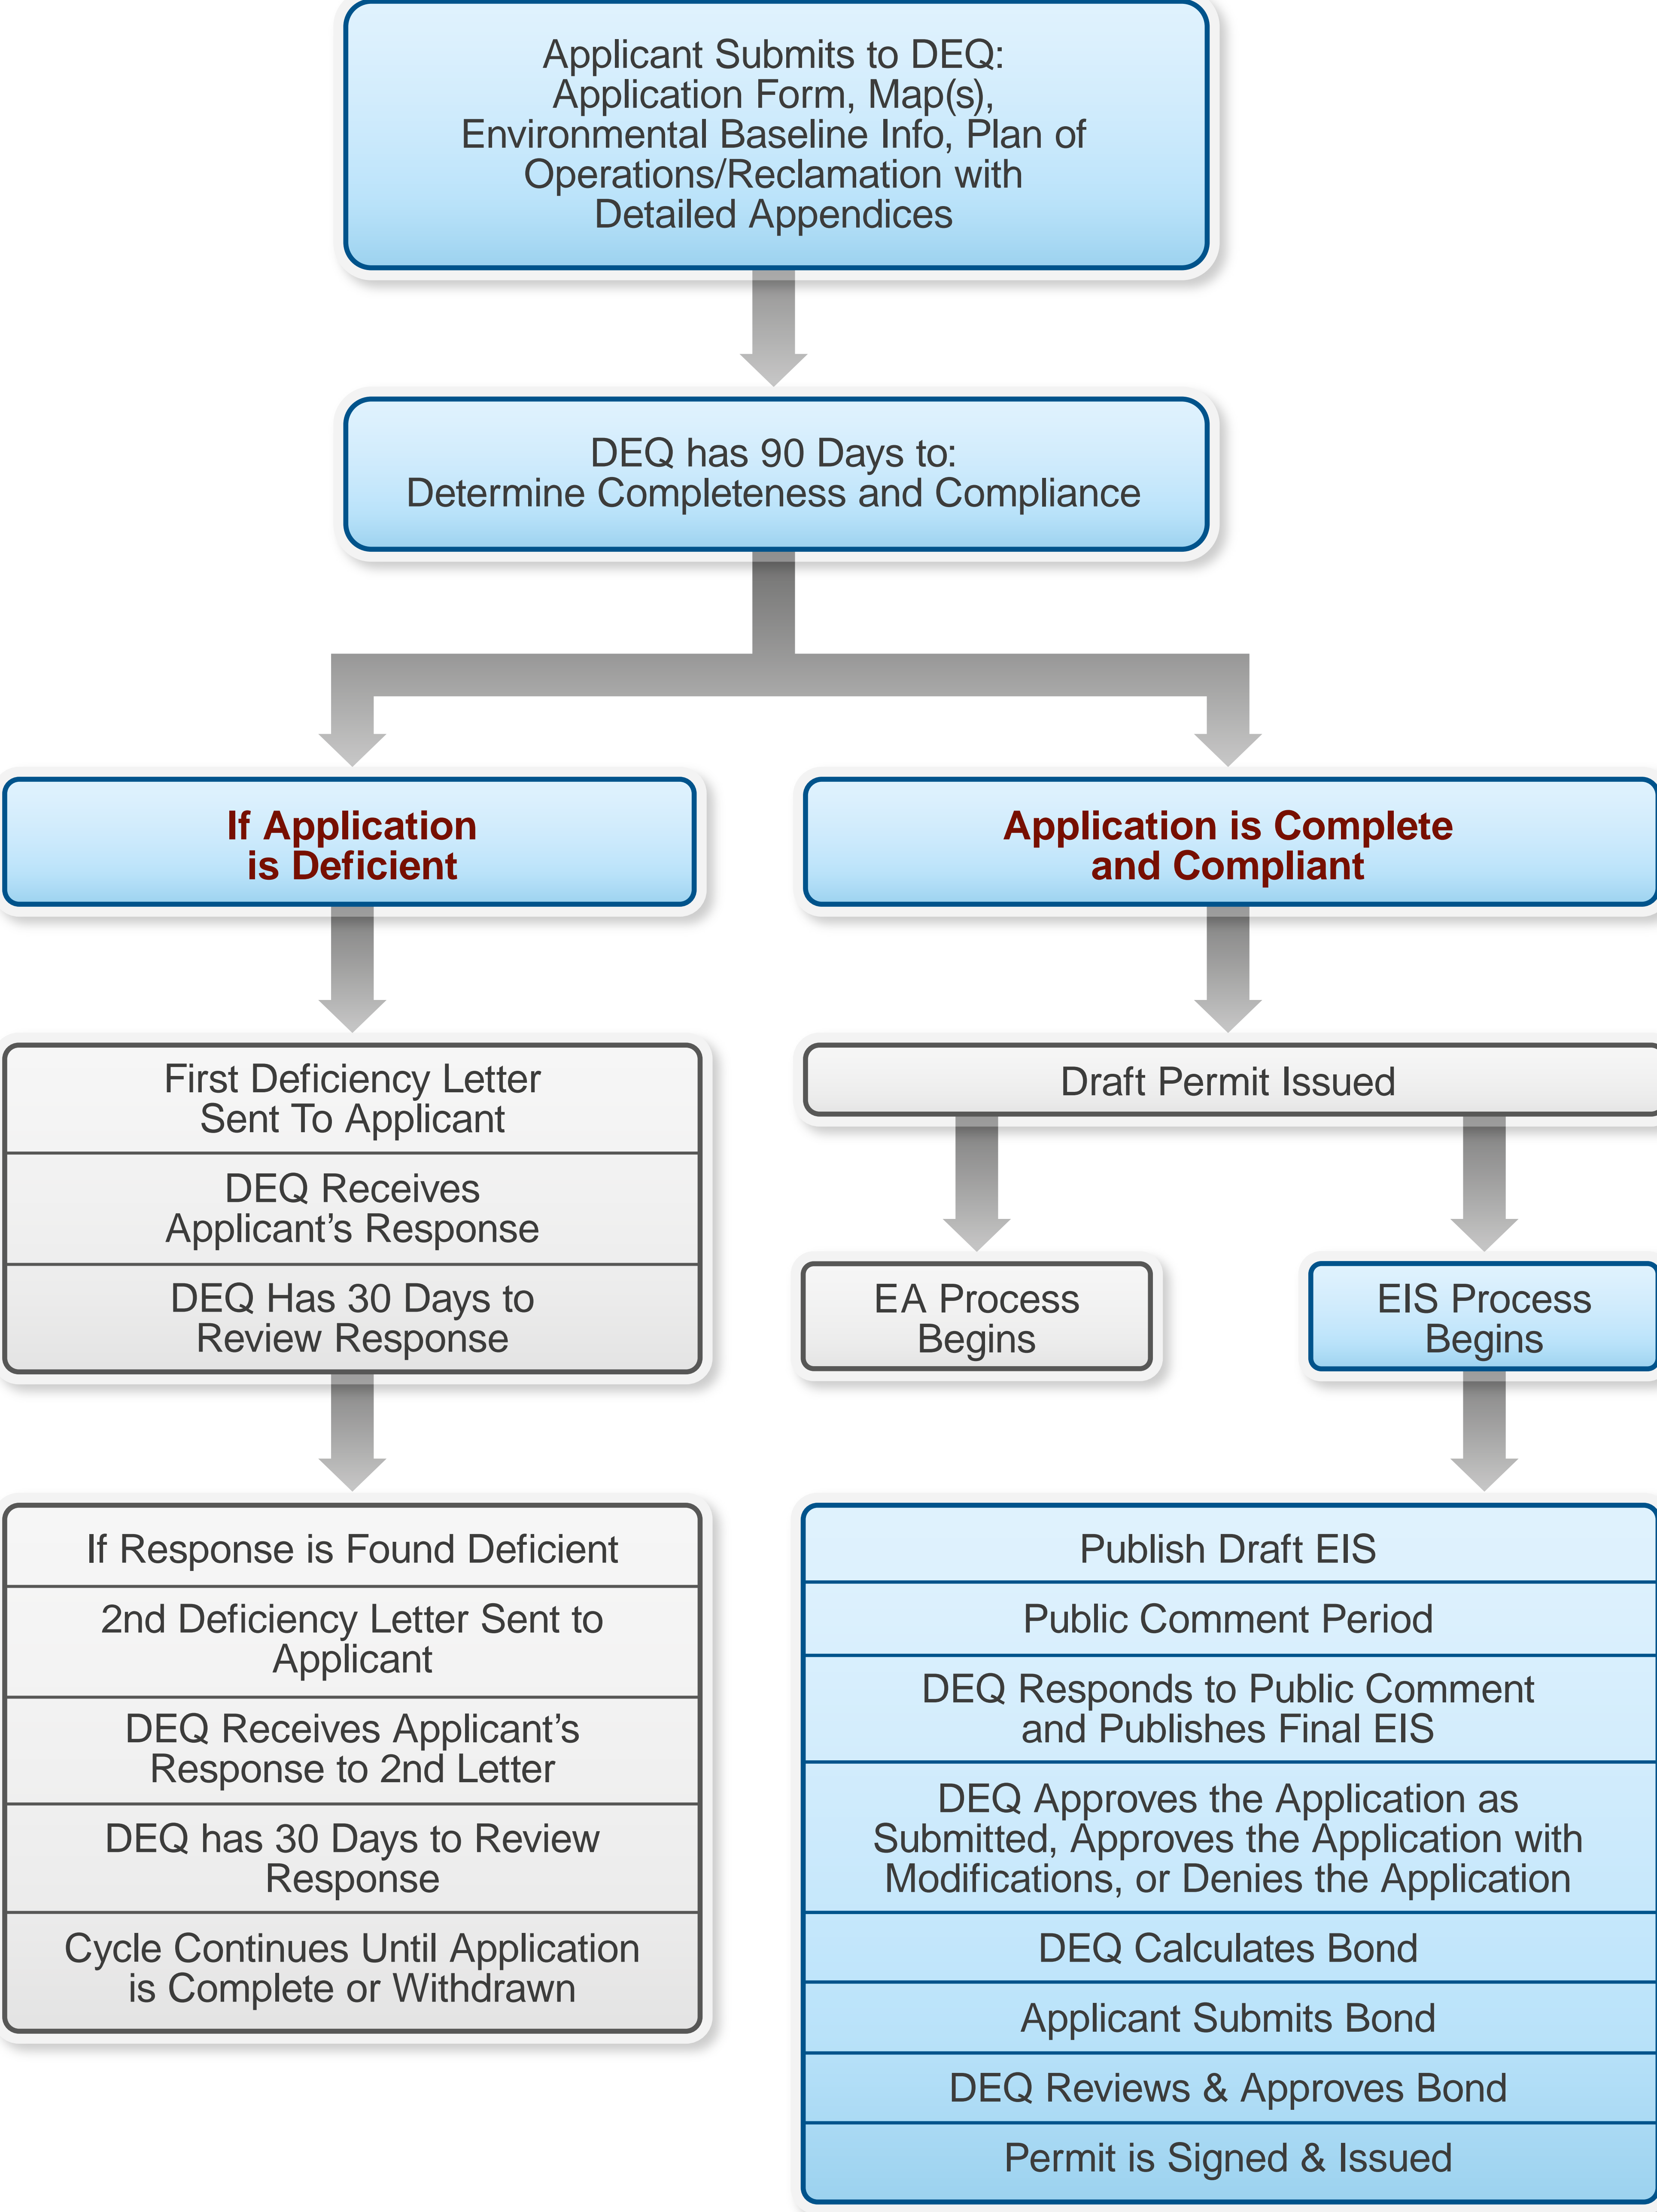 Applicant Submits to DEQ:
Application Form, Map(s),
Environmental Baseline Info, Plan of
Operations/Reclamation with
Detailed Appendices
DEQ has 90 Days to:
Determine Completeness and Compliance
If Application
is Deficient
First Deficiency Letter
Sent To Applicant
DEQ Receives
Applicant’s Response
DEQ Has 30 Days to
Review Response
If Response is Found Deficient
2nd Deficiency Letter Sent to
Applicant
DEQ Receives Applicant’s
Response to 2nd Letter
DEQ has 30 Days to Review
Response
Cycle Continues Until Application
is Complete or Withdrawn
Application is Complete
and Compliant
Draft Permit Issued
EA Process
Begins
EIS Process
Begins
Publish Draft EIS
Public Comment Period
DEQ Responds to Public Comment
and Publishes Final EIS
DEQ Approves the Application as
Submitted, Approves the Application with
Modifications, or Denies the Application
DEQ Calculates Bond
Applicant Submits Bond
DEQ Reviews & Approves Bond
Permit is Signed & Issued